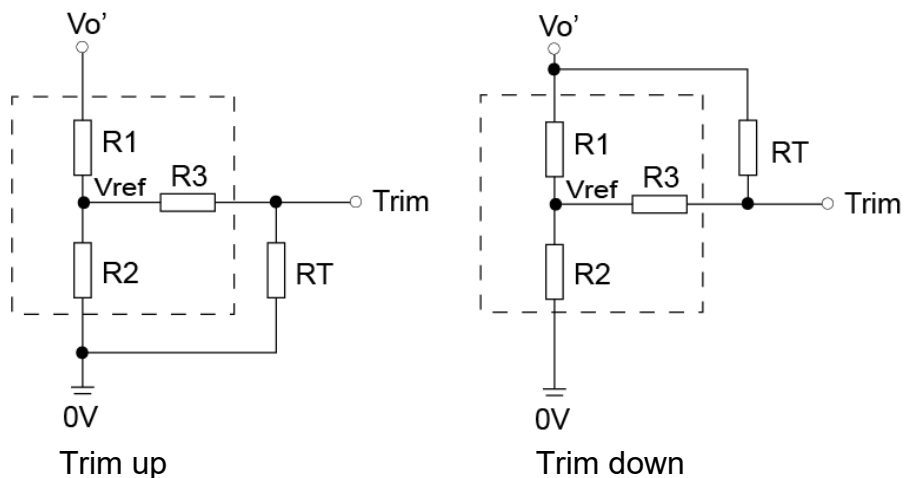 Vo’
R1
Vref
R3
Trim
R2
RT
0V
Trim up
Vo’
R1
RT
Vref
R3
Trim
R2
0V
Trim down